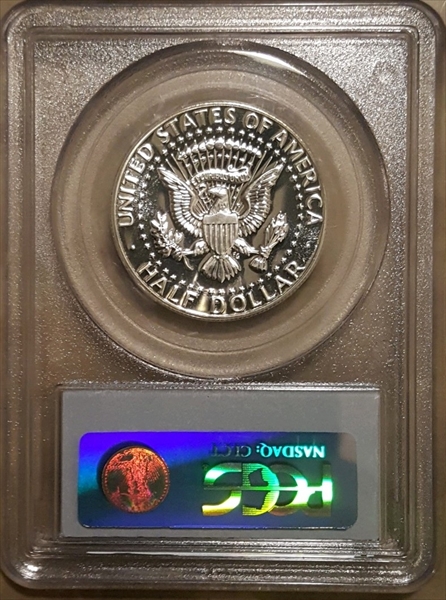 UNITED STATES OF AMERICA
HALF DOLLAR
NASDAQ: CLCT
PCGS